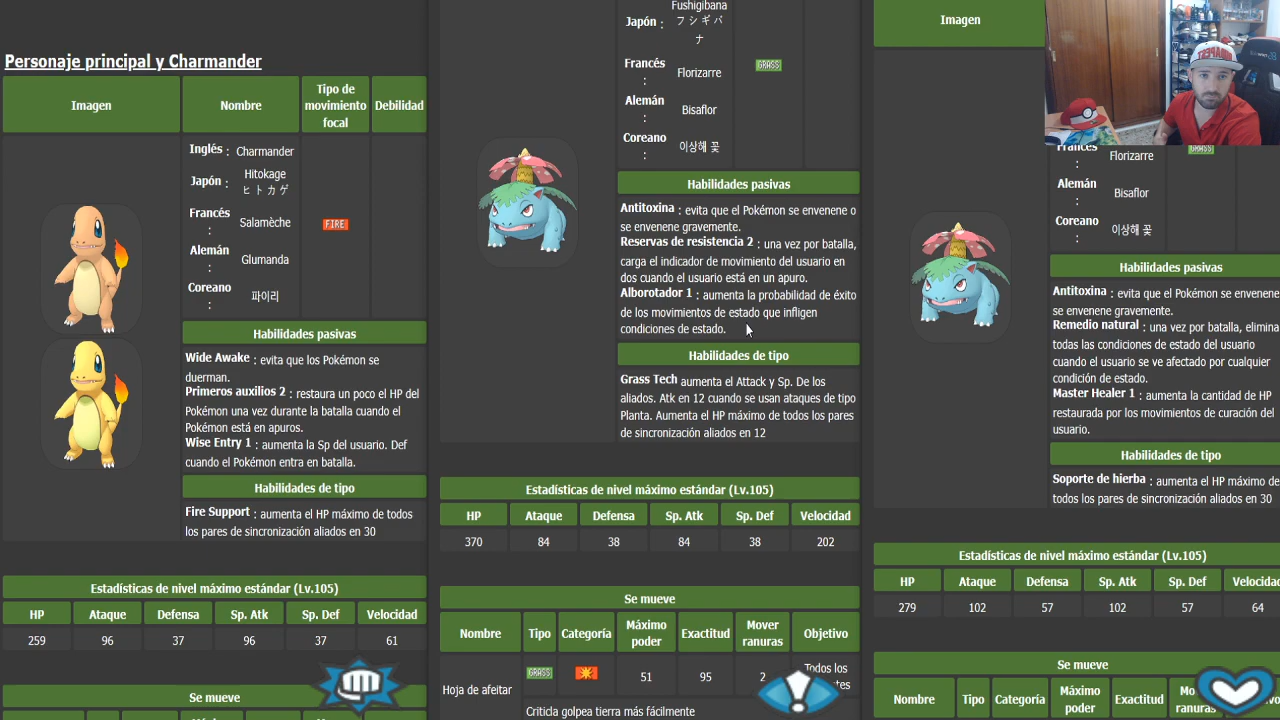 Personaje principal y Charmander
Imagen
Nombre
Tipo de
movimiento
focal
Debilidad
Inglés :
Charmander
Japón :
Hitokage
ヒトカゲ
Francés
:
Salamèche
FIRE
Alemán
:
Glumanda
Coreano
:
파이리
Habilidades pasivas
Wide Awake : evita que los Pokémon se
duerman.
Primeros auxilios 2 : restaura un poco el HP del
Pokémon una vez durante la batalla cuando el
Pokémon está en apuros.
Wise Entry 1 : aumenta la Sp del usuario. Def
cuando el Pokémon entra en batalla.
Habilidades de tipo
Fire Support : aumenta el HP máximo de todos
los pares de sincronización aliados en 30
Estadísticas de nivel máximo estándar (Lv.105)
HP Ataque Defensa Sp. Atk Sp. Def Velocidad
259 96 37 96 37 61
Se mueve
Japón :
Fushigibana
フシギバ
ナ
Francés
:
Florizarre
GRASS
Alemán
:
Bisaflor
Coreano
:
이상해 꽃
Habilidades pasivas
Antitoxina : evita que el Pokémon se envenene o
se envenene gravemente.
Reservas de resistencia 2 : una vez por batalla,
carga el indicador de movimiento del usuario en
dos cuando el usuario está en un apuro.
Alborotador 1 : aumenta la probabilidad de éxito
de los movimientos de estado que infligen
condiciones de estado.
Habilidades de tipo
Grass Tech aumenta el Attack y Sp. De los
aliados. Atk en 12 cuando se usan ataques de tipo
Planta. Aumenta el HP máximo de todos los pares
de sincronización aliados en 12
Estadísticas de nivel máximo estándar (Lv.105)
HP Ataque Defensa Sp. Atk Sp. Def Velocidad
370 84 38 84 38 202
Se mueve
Nombre
Tipo
Categoría
Máximo
poder
Exactitud
Mover
ranuras
Objetivo
Hoja de afeitar
GRASS
51
95
2
Todos los
Critica golpea tierra más fácilmente
Imagen
Francés
:
Florizarre
GRASS
Alemán
:
Bisaflor
Coreano
:
이상해 꽃
Habilidades pasivas
Antitoxina : evita que el Pokémon se envenene
se envenene gravemente.
Remedio natural : una vez por batalla, elimina
todas las condiciones de estado del usuario
cuando el usuario se ve afectado por cualquier
condición de estado.
Master Healer 1 : aumenta la cantidad de HP
restaurada por los movimientos de curación del
usuario.
Habilidades de tipo
Soporte de hierba : aumenta el HP máximo de
todos los pares de sincronización aliados en 30
Estadísticas de nivel máximo estándar (Lv.105)
HP Ataque Defensa Sp. Atk Sp. Def Velocidad
279 102 57 102 57 64
Se mueve
Nombre
Tipo
Categoría
Máximo
poder
Exactitud